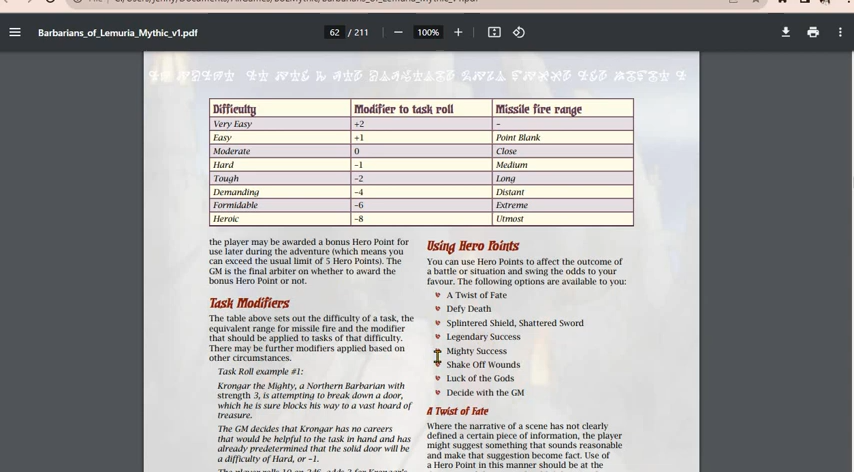 Barbarians_of_Lemuria_Mythic_v1.pdf
62 / 211
100%
Difficulty Modifier to task roll Missile fire range
Very Easy +2 –
Easy +1 Point Blank
Moderate 0 Close
Hard –1 Medium
Tough –2 Long
Demanding –4 Distant
Formidable –6 Extreme
Heroic –8 Utmost
the player may be awarded a bonus Hero Point for
use later during the adventure (which means you
can exceed the usual limit of 5 Hero Points). The
GM is the final arbiter on whether to award the
bonus Hero Point or not.
Task Modifiers
The table above sets out the difficulty of a task, the
equivalent range for missile fire and the modifier
that should be applied to tasks of that difficulty.
There may be further modifiers applied based on
other circumstances.
Task Roll example #1:
Krongar the Mighty, a Northern Barbarian with
strength 3, is attempting to break down a door,
which he is sure blocks his way to a vast hoard of
treasure.
The GM decides that Krongar has no careers
that would be helpful to the task in hand and has
already predetermined that the solid door will be
a difficulty of Hard, or –1.
Using Hero Points
You can use Hero Points to affect the outcome of
a battle or situation and swing the odds to your
favour. The following options are available to you:
A Twist of Fate
Defy Death
Splintered Shield, Shattered Sword
Legendary Success
Mighty Success
Shake Off Wounds
Luck of the Gods
Decide with the GM
A Twist of Fate
Where the narrative of a scene has not clearly
defined a certain piece of information, the player
might suggest something that sounds reasonable
and make that suggestion become fact. Use of
a Hero Point in this manner should be at the